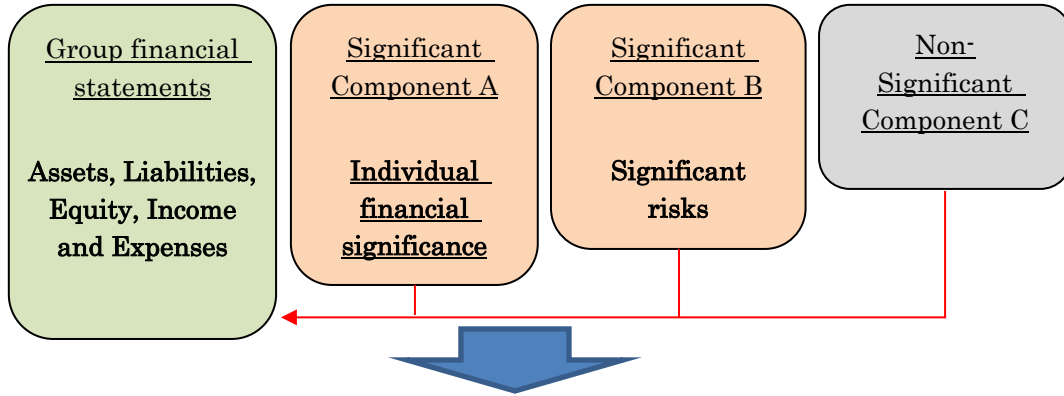 Group financial
statements
Assets, Liabilities,
Equity, Income
and Expenses
Significant
Component A
Individual
financial
significance
Significant
Component B
Significant
risks
Non-
Significant
Component C